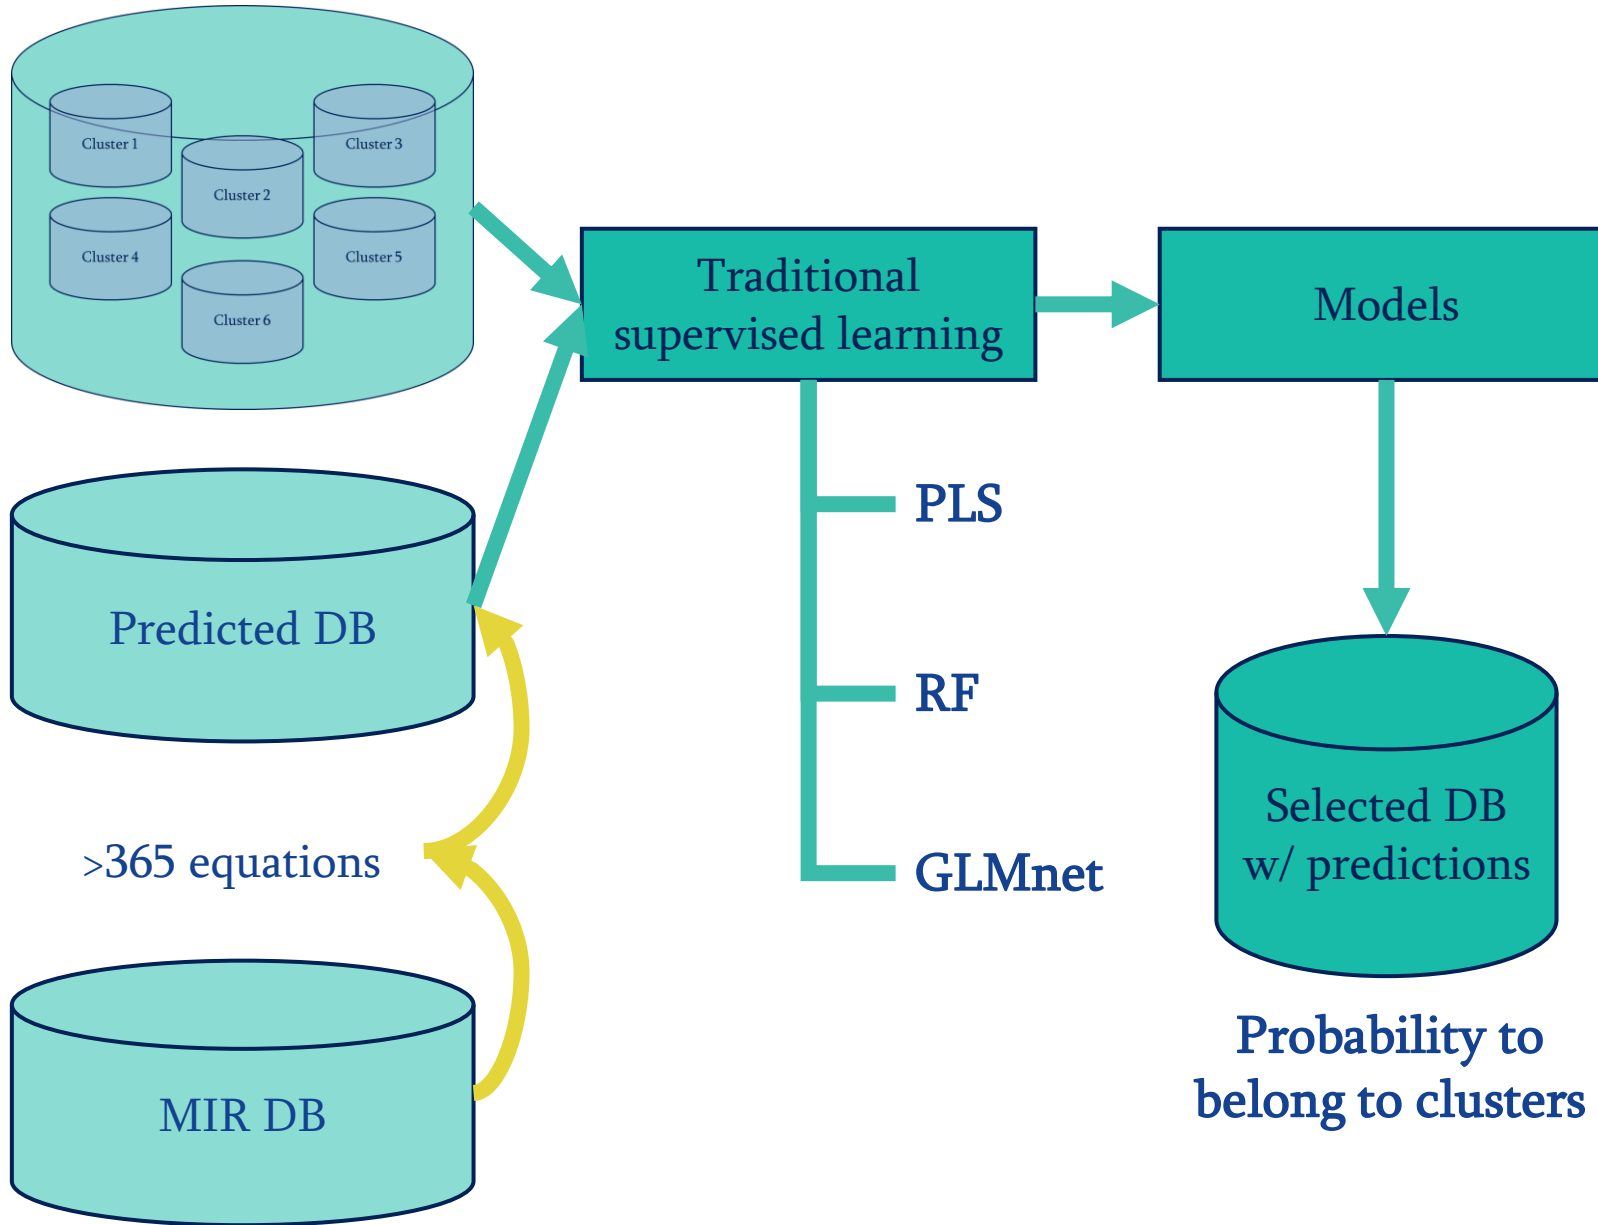 Cluster 1
Cluster 3
Cluster 2
Cluster 4
Cluster 5
Cluster 6
Traditional
supervised learning
Models
PLS
Predicted DB
RF
>365 equations
GLMnet
Selected DB
w/ predictions
MIR DB
Probability to
belong to clusters